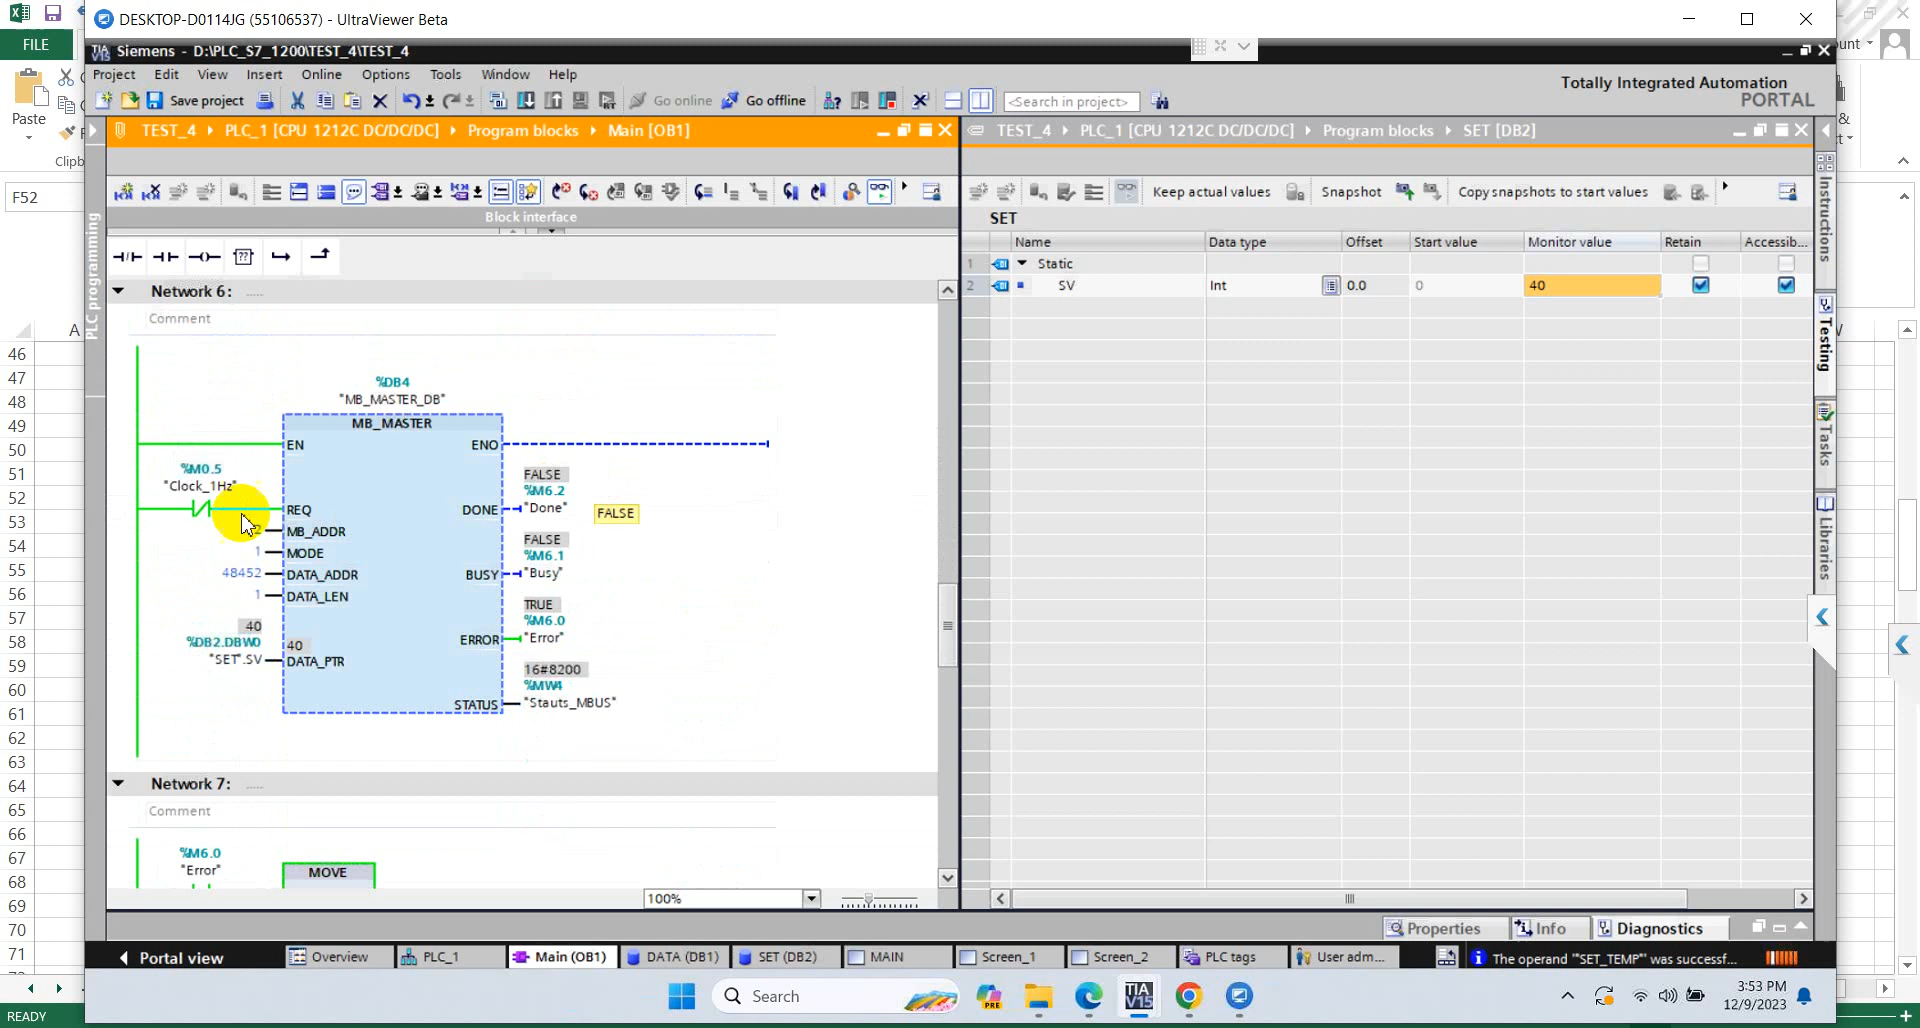 DESKTOP-D0114JG (55106537) - UltraViewer Beta
FILE
Siemens - D:\PLC_S7_1200\TEST_4\TEST_4
Project Edit View Insert Online Options Tools Window Help
Totally Integrated Automation
PORTAL
Save project Go online Go offline <Search in project>
Paste
Clipb
F52
TEST_4 PLC_1 [CPU 1212C DC/DC/DC] Program blocks Main [OB1]
TEST_4 PLC_1 [CPU 1212C DC/DC/DC] Program blocks SET [DB2]
Keep actual values Snapshot Copy snapshots to start values
Block interface
PLC programming
SET
Name Data type Offset Start value Monitor value Retain Accessib...
1 Static
2 SV Int 0.0 0 40
Instructions
Testing
Tasks
Libraries
Network 6: .....
Comment
%DB4
"MB_MASTER_DB"
MB_MASTER
EN ENO
%M0.5
"Clock_1Hz"
FALSE
%M6.2
REQ DONE "Done" FALSE
2 MB_ADDR
FALSE
1 MODE %M6.1
48452 DATA_ADDR BUSY "Busy"
1 DATA_LEN
TRUE
40 %M6.0
%DB2.DBW0 40 ERROR "Error"
"SET".SV DATA_PTR
16#8200
%MW4
STATUS "Stauts_MBUS"
Network 7: .....
Comment
%M6.0
"Error" MOVE
100%
A
46
47
48
49
50
51
52
53
54
55
56
57
58
59
60
61
62
63
64
65
66
67
68
69
70
71
Properties Info Diagnostics
Portal view Overview PLC_1 Main (OB1) DATA (DB1) SET (DB2) MAIN Screen_1 Screen_2 PLC tags User adm... The operand '"SET_TEMP"' was successf...
Search
3:53 PM
12/9/2023
READY